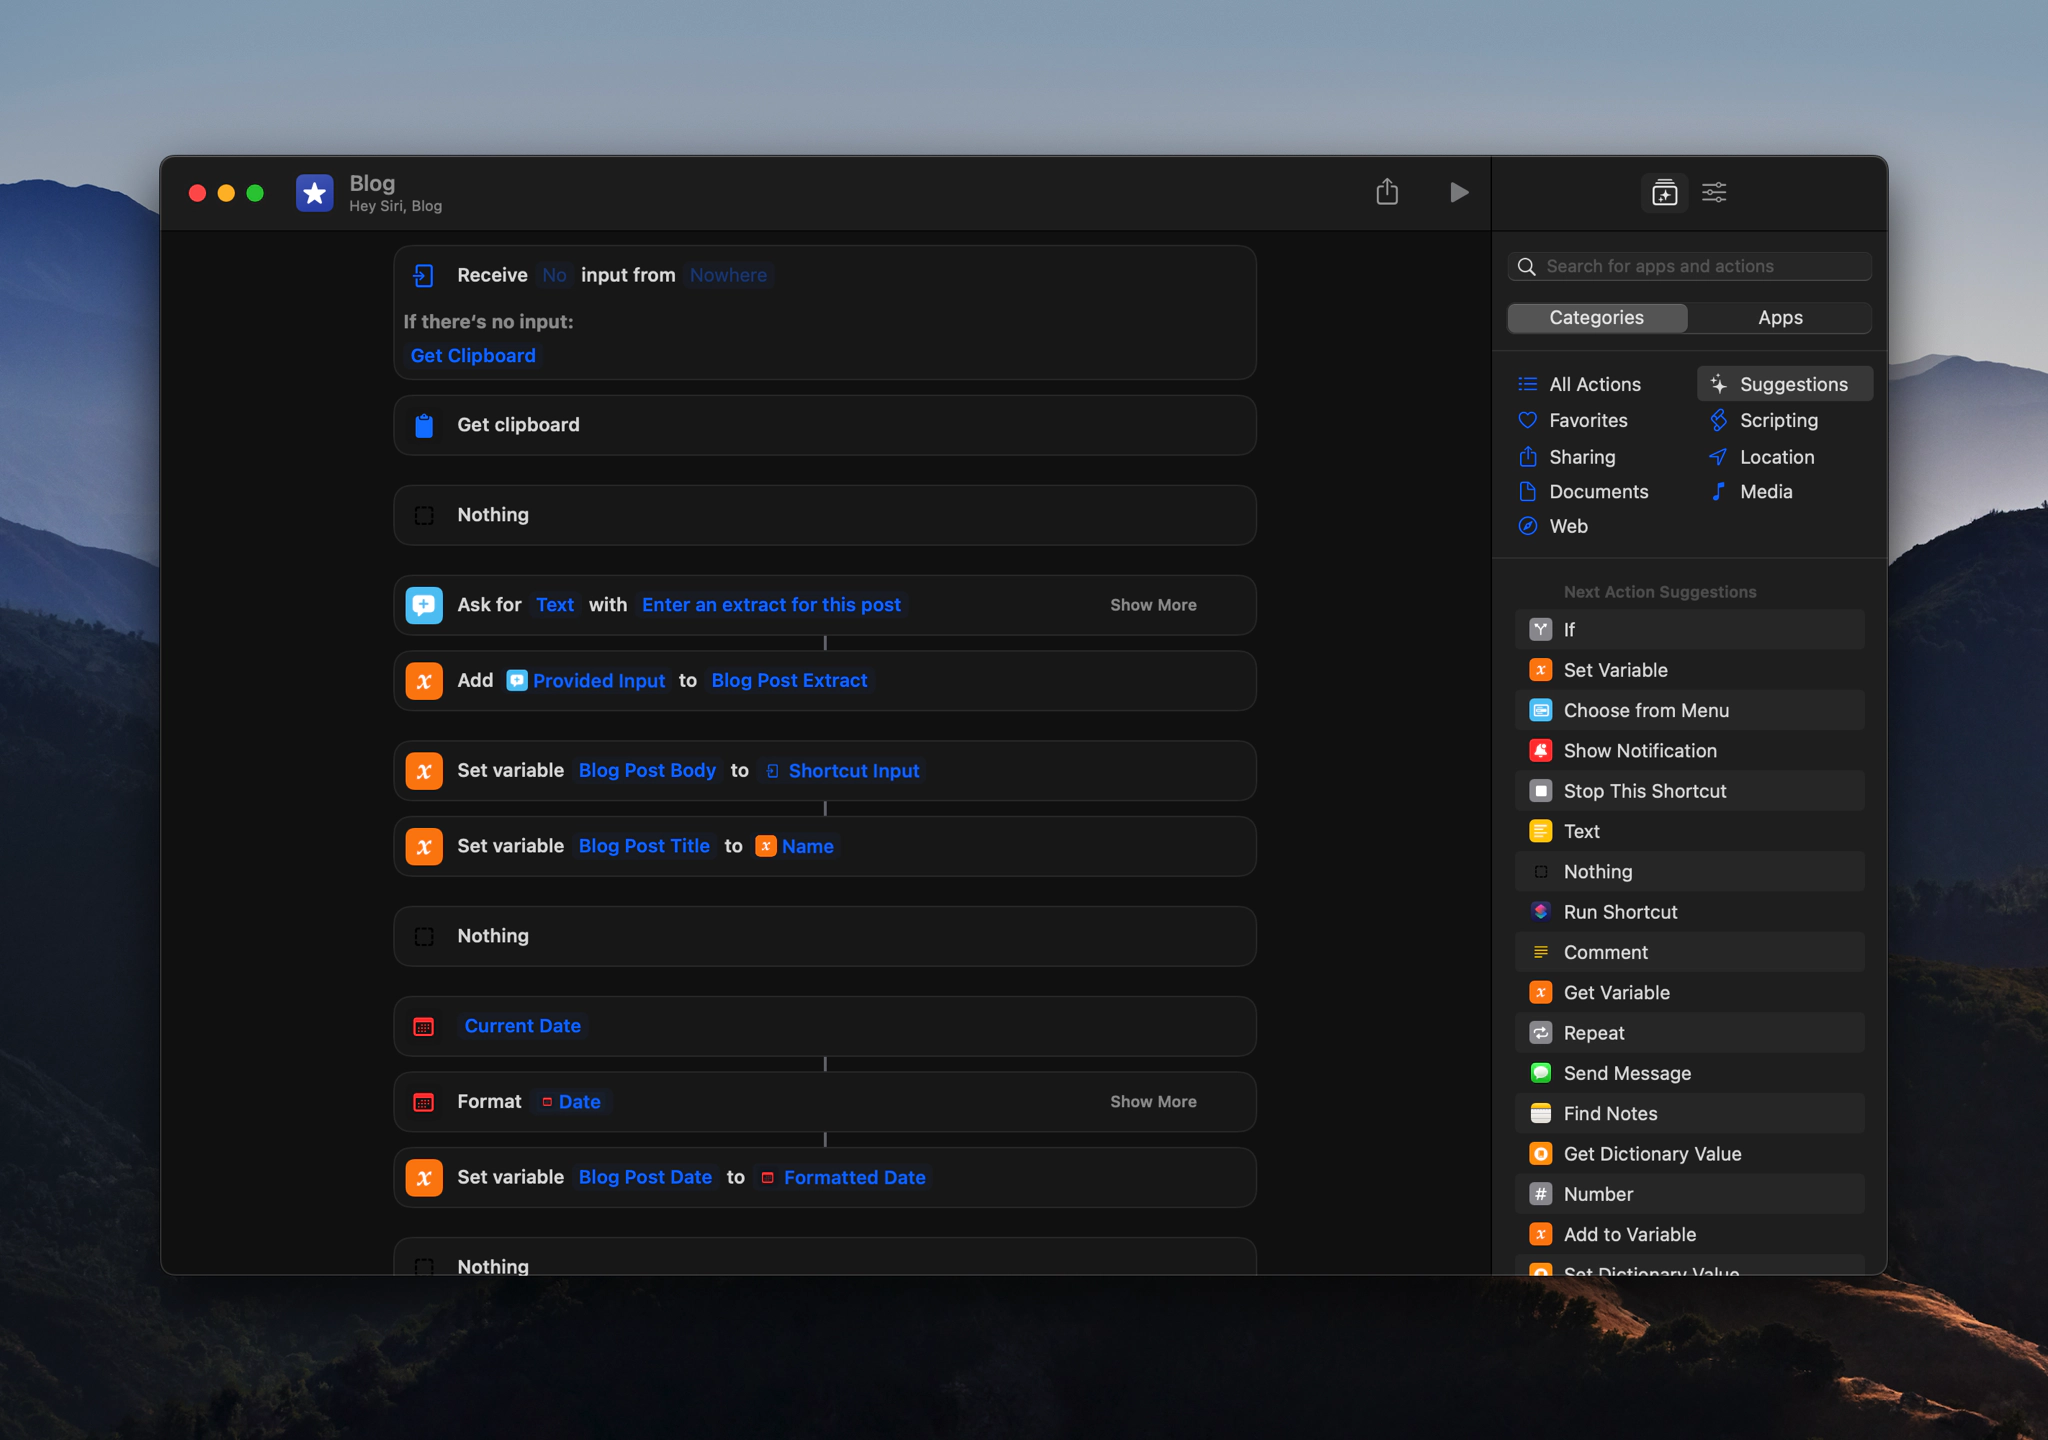 Blog
Hey Siri, Blog
Receive No input from Nowhere
If there's no input:
Get Clipboard
Get clipboard
Nothing
Ask for Text with Enter an extract for this post Show More
Add Provided Input to Blog Post Extract
Set variable Blog Post Body to Shortcut Input
Set variable Blog Post Title to Name
Nothing
Current Date
Format Date Show More
Set variable Blog Post Date to Formatted Date
Nothing
Search for apps and actions
Categories Apps
All Actions Suggestions
Favorites Scripting
Sharing Location
Documents Media
Web
Next Action Suggestions
If
Set Variable
Choose from Menu
Show Notification
Stop This Shortcut
Text
Nothing
Run Shortcut
Comment
Get Variable
Repeat
Send Message
Find Notes
Get Dictionary Value
Number
Add to Variable
Set Dictionary Value